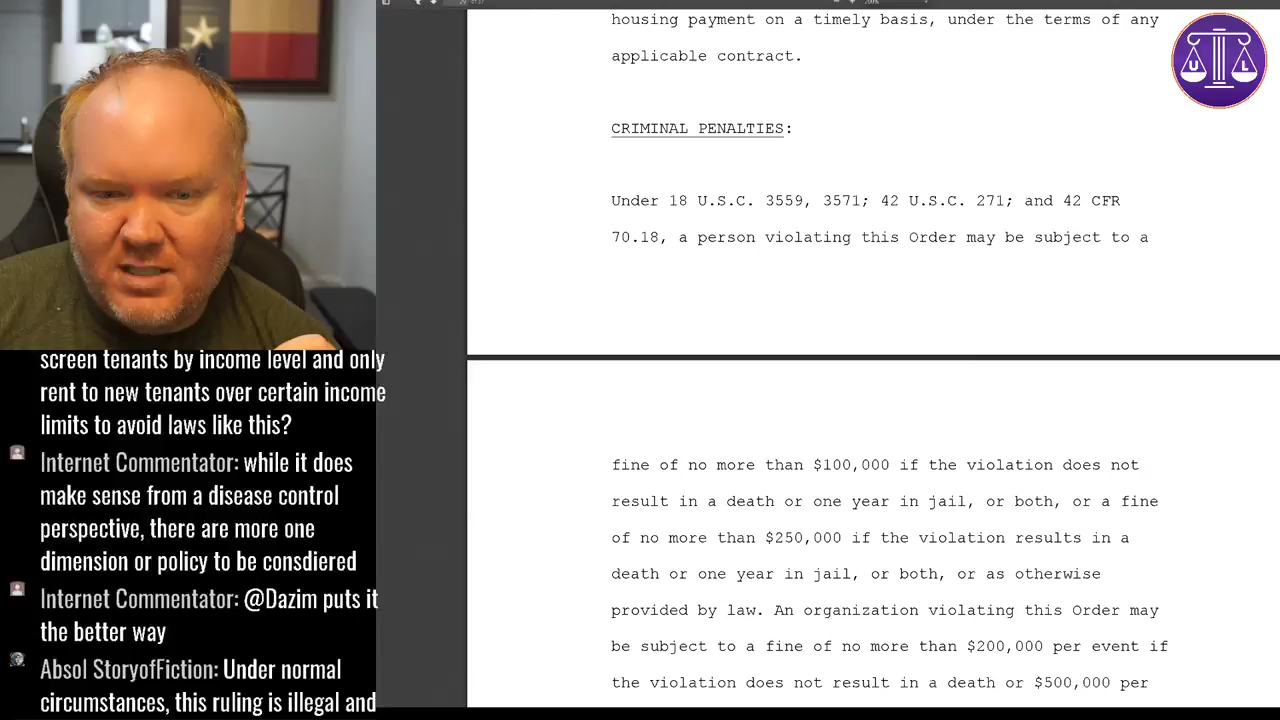 housing payment on a timely basis, under the terms of any
applicable contract.
CRIMINAL PENALTIES:
Under 18 U.S.C. 3559, 3571; 42 U.S.C. 271; and 42 CFR
70.18, a person violating this Order may be subject to a
fine of no more than $100,000 if the violation does not
result in a death or one year in jail, or both, or a fine
of no more than $250,000 if the violation results in a
death or one year in jail, or both, or as otherwise
provided by law. An organization violating this Order may
be subject to a fine of no more than $200,000 per event if
the violation does not result in a death or $500,000 per
U L
screen tenants by income level and only
rent to new tenants over certain income
limits to avoid laws like this?
Internet Commentator: while it does
make sense from a disease control
perspective, there are more one
dimension or policy to be consdiered
Internet Commentator: @Dazim puts it
the better way
Absol StoryofFiction: Under normal
circumstances, this ruling is illegal and